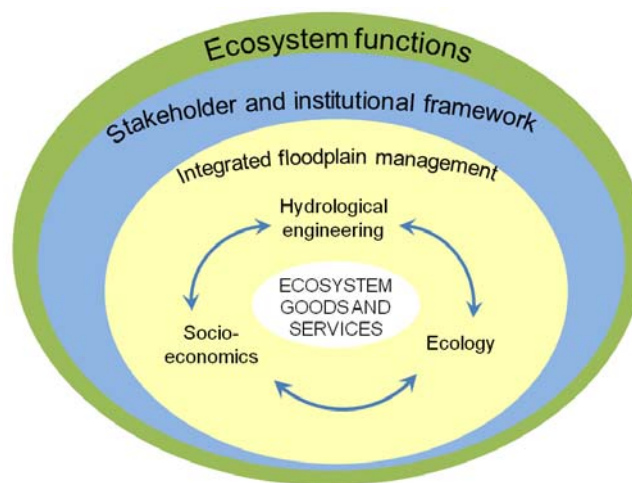 Ecosystem functions
Stakeholder and institutional framework
Integrated floodplain management
Hydrological
engineering
ECOSYSTEM
GOODS AND
SERVICES
Socio-
economics
Ecology